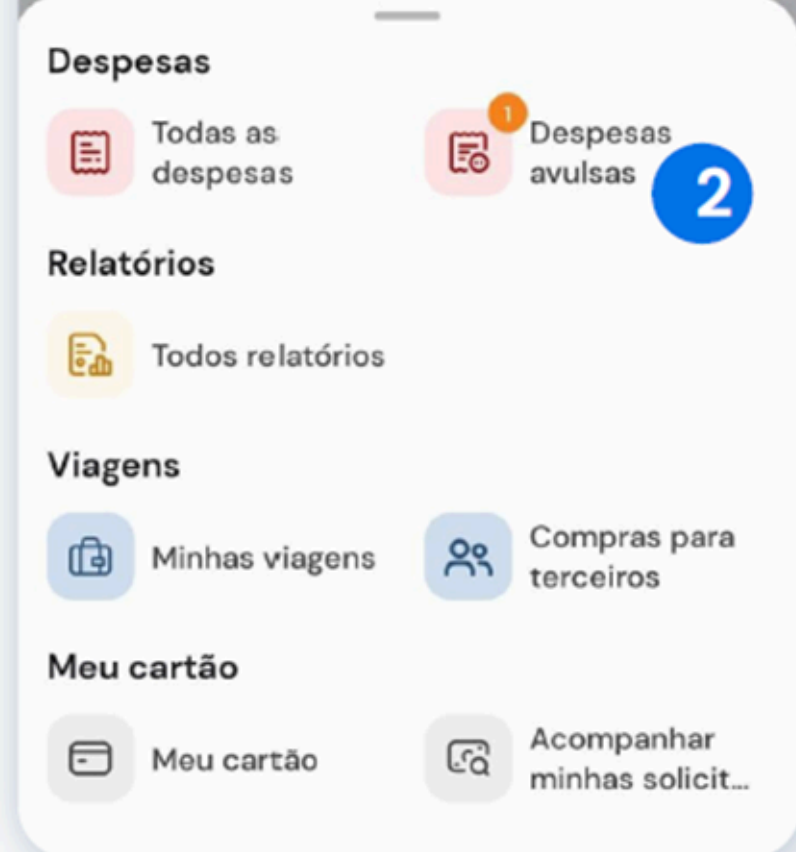 Despesas
Todas as
despesas
1
Despesas
avulsas
2
Relatórios
Todos relatórios
Viagens
Minhas viagens
Compras para
terceiros
Meu cartão
Meu cartão
Acompanhar
minhas solicit...